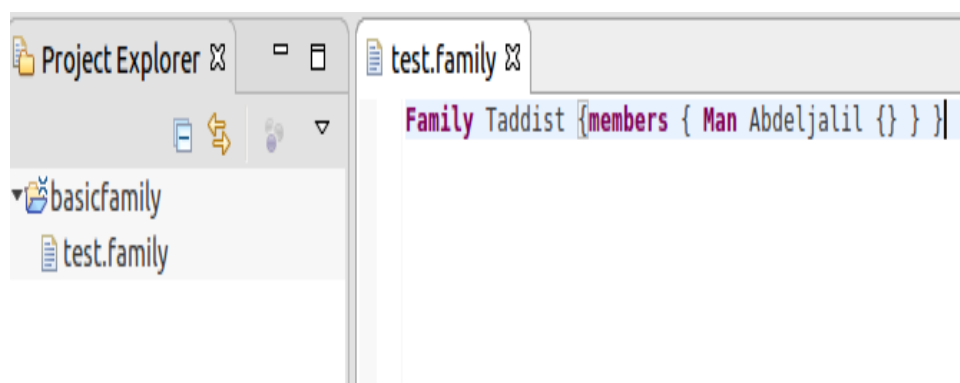 Project Explorer
test.family
Family Taddist {members { Man Abdeljalil {} } }
basicfamily
test.family